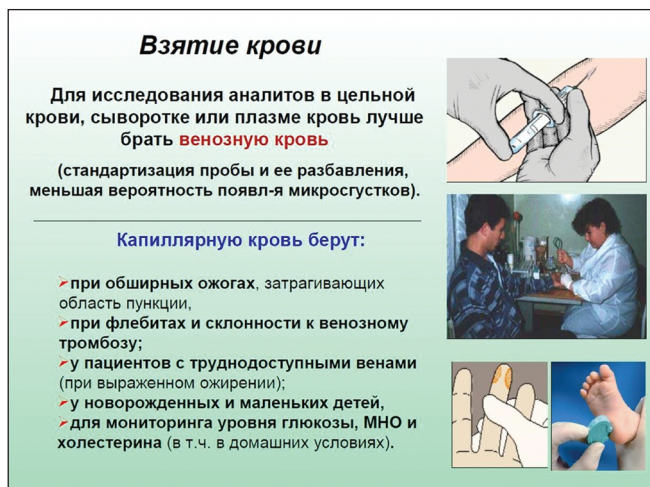 Взятие крови
Для исследования аналитов в цельной
крови, сыворотке или плазме кровь лучше
брать венозную кровь
(стандартизация пробы и ее разбавления,
меньшая вероятность появл-я микросгустков).
Капиллярную кровь берут:
➢при обширных ожогах, затрагивающих
область пункции,
➢при флебитах и склонности к венозному
тромбозу;
➢у пациентов с труднодоступными венами
(при выраженном ожирении);
➢у новорожденных и маленьких детей,
➢для мониторинга уровня глюкозы, МНО и
холестерина (в т.ч. в домашних условиях).